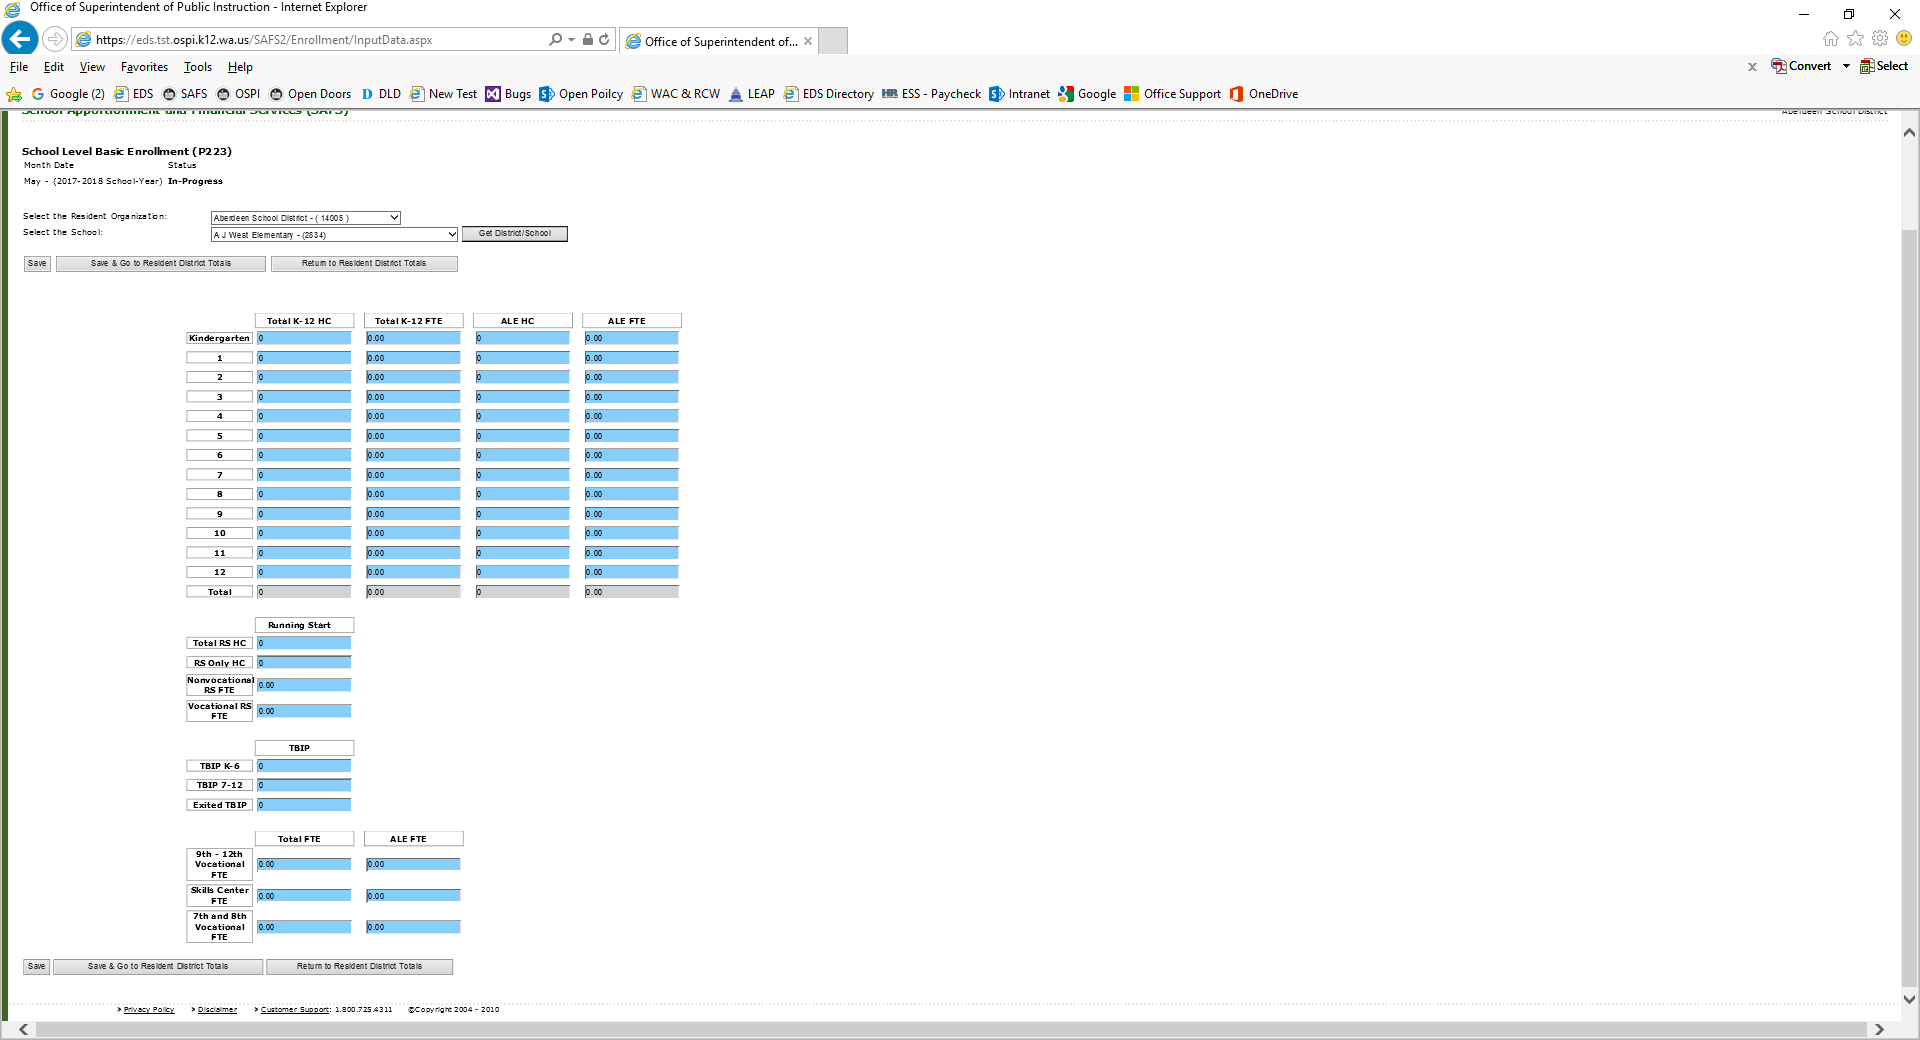 Office of Superintendent of Public Instruction - Internet Explorer
https://eds.tst.ospi.k12.wa.us/SAFS2/Enrollment/InputData.aspx
Office of Superintendent of...
File Edit View Favorites Tools Help
x Convert Select
Google (2) EDS SAFS OSPI Open Doors D DLD New Test Bugs Open Poilcy WAC & RCW LEAP EDS Directory ESS - Paycheck Intranet Google Office Support OneDrive
School Apportionment and Financial Services (SAFS)
Aberdeen School District
School Level Basic Enrollment (P223)
Month Date Status
May - (2017-2018 School-Year) In-Progress
Select the Resident Organization: Aberdeen School District - ( 14005 )
Select the School: A J West Elementary - (2834) Get District/School
Save Save & Go to Resident District Totals Return to Resident District Totals
Total K-12 HC Total K-12 FTE ALE HC ALE FTE
Kindergarten 0 0.00 0 0.00
1 0 0.00 0 0.00
2 0 0.00 0 0.00
3 0 0.00 0 0.00
4 0 0.00 0 0.00
5 0 0.00 0 0.00
6 0 0.00 0 0.00
7 0 0.00 0 0.00
8 0 0.00 0 0.00
9 0 0.00 0 0.00
10 0 0.00 0 0.00
11 0 0.00 0 0.00
12 0 0.00 0 0.00
Total 0 0.00 0 0.00
Running Start
Total RS HC 0
RS Only HC 0
Nonvocational
RS FTE 0.00
Vocational RS
FTE 0.00
TBIP
TBIP K-6 0
TBIP 7-12 0
Exited TBIP 0
Total FTE ALE FTE
9th - 12th
Vocational 0.00 0.00
FTE
Skills Center
FTE 0.00 0.00
7th and 8th
Vocational 0.00 0.00
FTE
Save Save & Go to Resident District Totals Return to Resident District Totals
> Privacy Policy > Disclaimer > Customer Support: 1.800.725.4311 ©Copyright 2004 - 2010